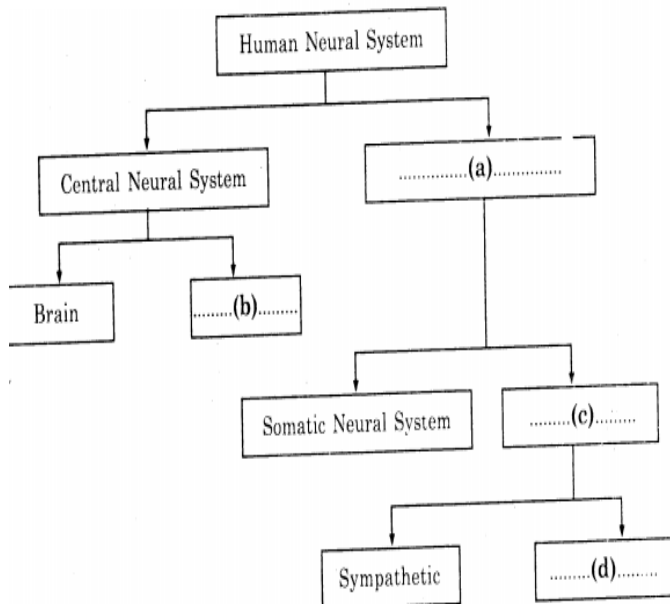 Human Neural System
Central Neural System
...............(a)...............
Brain
.........(b).........
Somatic Neural System
.........(c).........
Sympathetic
.........(d).........